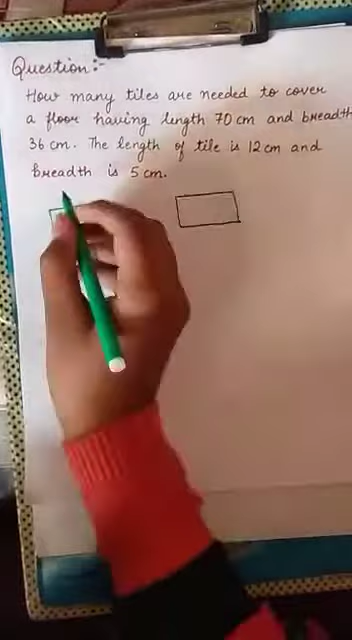 Question:-
How many tiles are needed to cover
a floor having length 70 cm and breadth
36 cm. The length of tile is 12 cm and
breadth is 5 cm.